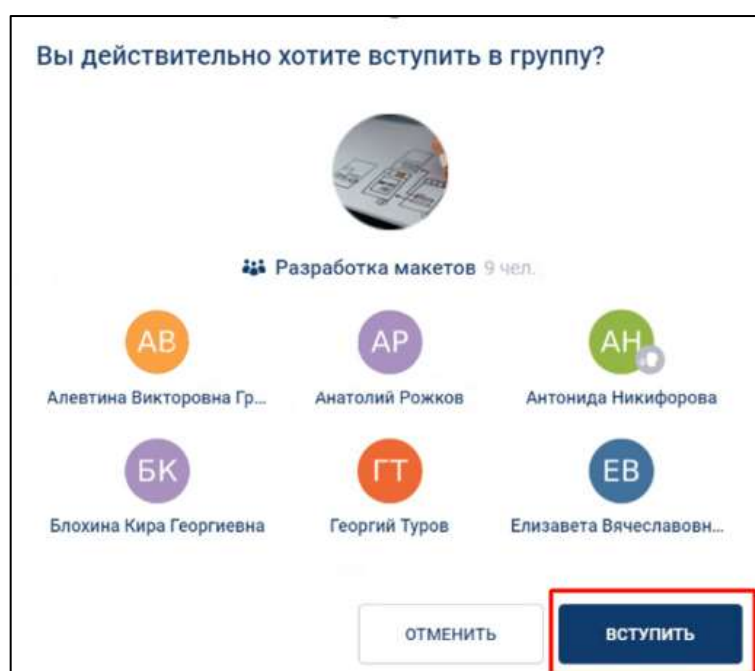 Вы действительно хотите вступить в группу?
Разработка макетов 9 чел.
АВ АР АН
Алевтина Викторовна Гр... Анатолий Рожков Антонида Никифорова
БК ГТ ЕВ
Блохина Кира Георгиевна Георгий Туров Елизавета Вячеславовн...
ОТМЕНИТЬ ВСТУПИТЬ